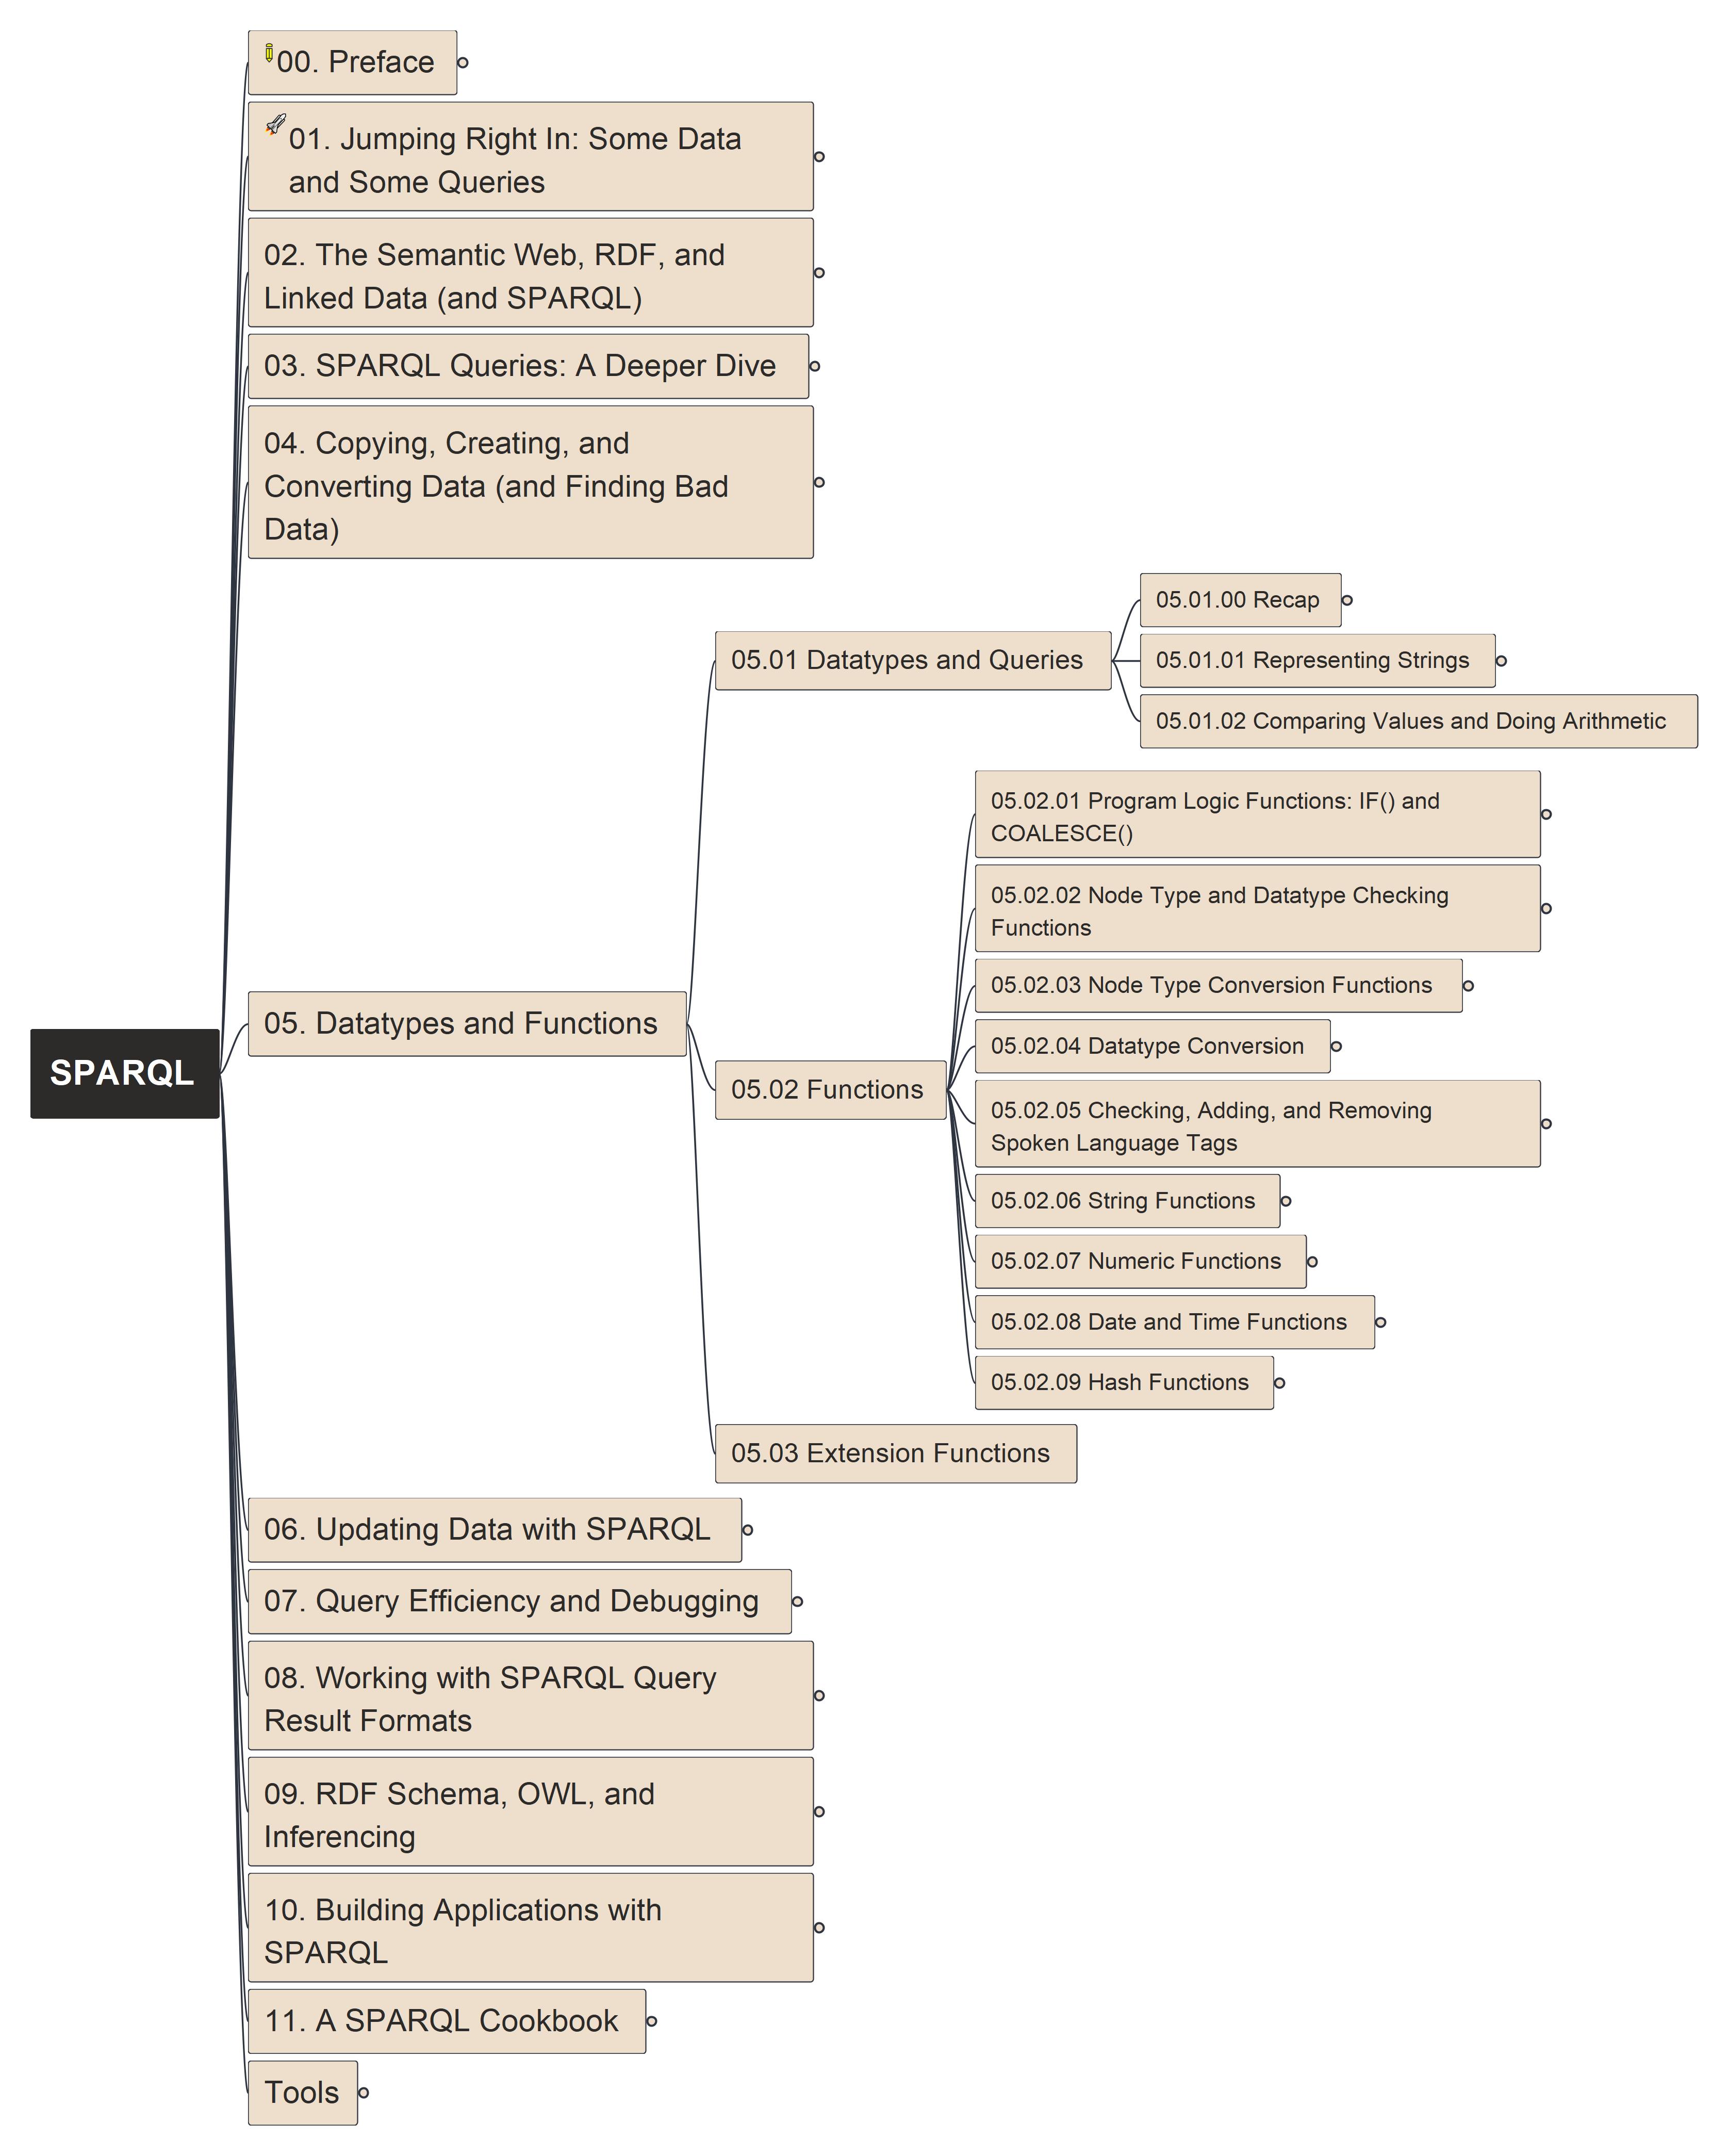 00. Preface
01. Jumping Right In: Some Data
and Some Queries
02. The Semantic Web, RDF, and
Linked Data (and SPARQL)
03. SPARQL Queries: A Deeper Dive
04. Copying, Creating, and
Converting Data (and Finding Bad
Data)
SPARQL
05. Datatypes and Functions
05.01 Datatypes and Queries
05.01.00 Recap
05.01.01 Representing Strings
05.01.02 Comparing Values and Doing Arithmetic
05.02 Functions
05.02.01 Program Logic Functions: IF() and
COALESCE()
05.02.02 Node Type and Datatype Checking
Functions
05.02.03 Node Type Conversion Functions
05.02.04 Datatype Conversion
05.02.05 Checking, Adding, and Removing
Spoken Language Tags
05.02.06 String Functions
05.02.07 Numeric Functions
05.02.08 Date and Time Functions
05.02.09 Hash Functions
05.03 Extension Functions
06. Updating Data with SPARQL
07. Query Efficiency and Debugging
08. Working with SPARQL Query
Result Formats
09. RDF Schema, OWL, and
Inferencing
10. Building Applications with
SPARQL
11. A SPARQL Cookbook
Tools